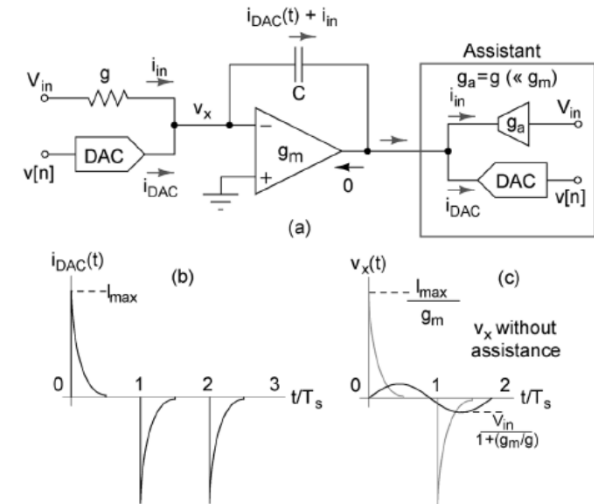 i_DAC(t) + i_in
Assistant
g_a=g (« g_m)
V_in
g
i_in
C
v_x
i_in
V_in
g_a
−
g_m
+
DAC
v[n]
i_DAC
0
DAC
i_DAC
v[n]
(a)
i_DAC(t)
(b)
I_max
0
1
2
3
t/T_s
v_x(t)
(c)
I_max
g_m
v_x without
assistance
0
1
2
t/T_s
V_in
1+(g_m/g)